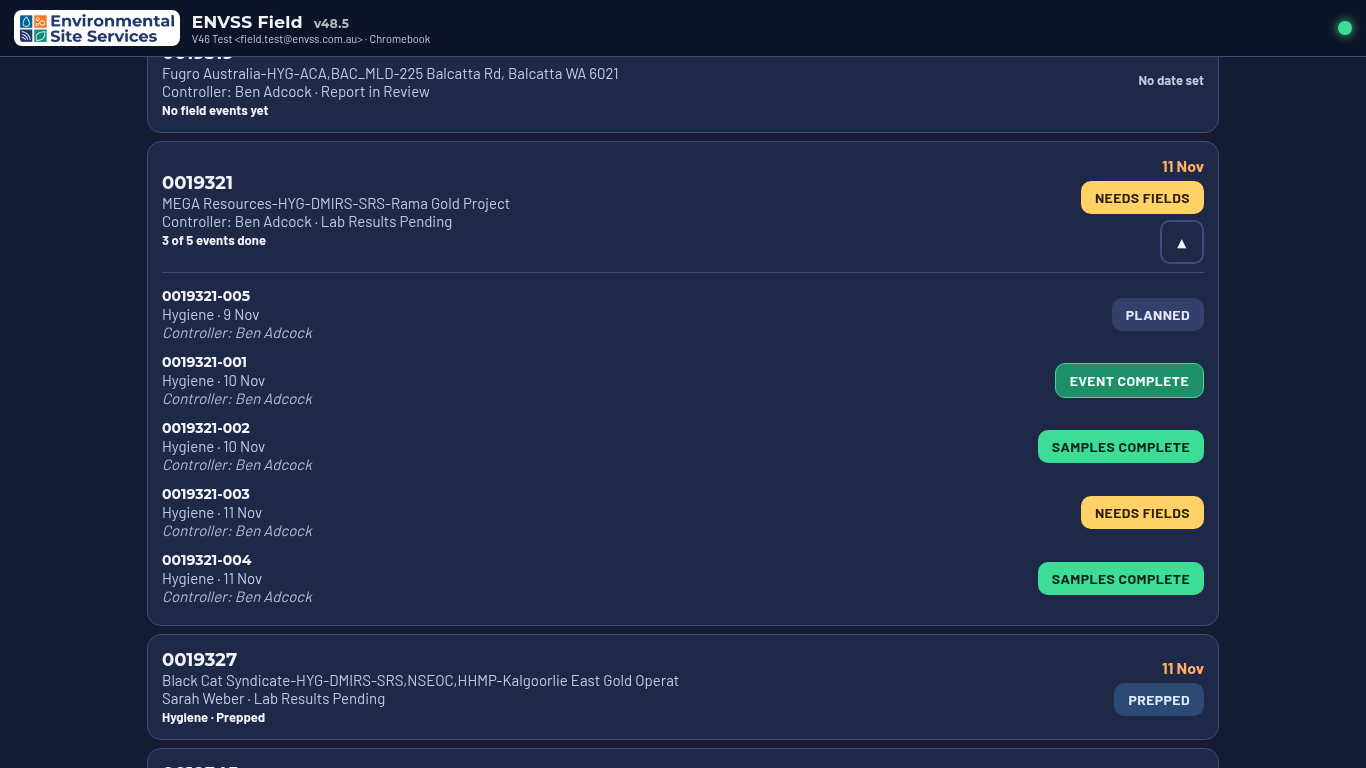 Environmental
Site Services
ENVSS Field v48.5
V46 Test <field.test@envss.com.au> · Chromebook
Fugro Australia-HYG-ACA,BAC_MLD-225 Balcatta Rd, Balcatta WA 6021
Controller: Ben Adcock · Report in Review
No field events yet
No date set
0019321
MEGA Resources-HYG-DMIRS-SRS-Rama Gold Project
Controller: Ben Adcock · Lab Results Pending
3 of 5 events done
11 Nov
NEEDS FIELDS
▲
0019321-005
Hygiene · 9 Nov
Controller: Ben Adcock
PLANNED
0019321-001
Hygiene · 10 Nov
Controller: Ben Adcock
EVENT COMPLETE
0019321-002
Hygiene · 10 Nov
Controller: Ben Adcock
SAMPLES COMPLETE
0019321-003
Hygiene · 11 Nov
Controller: Ben Adcock
NEEDS FIELDS
0019321-004
Hygiene · 11 Nov
Controller: Ben Adcock
SAMPLES COMPLETE
0019327
Black Cat Syndicate-HYG-DMIRS-SRS,NSEOC,HHMP-Kalgoorlie East Gold Operat
Sarah Weber · Lab Results Pending
Hygiene · Prepped
11 Nov
PREPPED